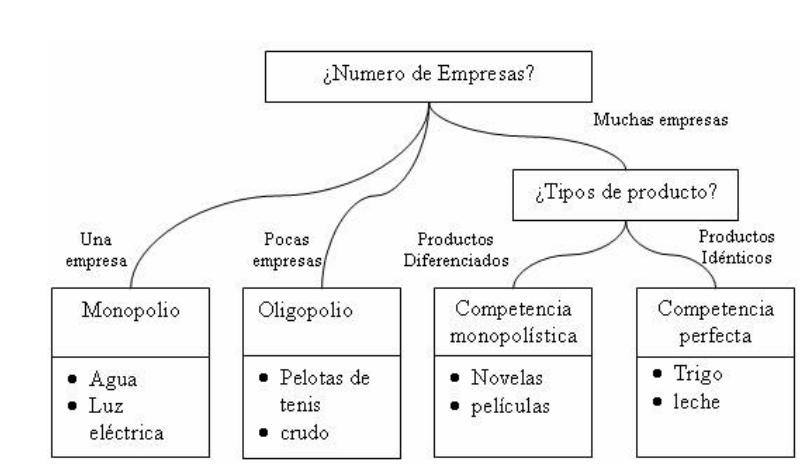 ¿Numero de Empresas?
Muchas empresas
¿Tipos de producto?
Una
empresa
Pocas
empresas
Productos
Diferenciados
Productos
Idénticos
Monopolio
• Agua
• Luz
eléctrica
Oligopolio
• Pelotas de
tenis
• crudo
Competencia
monopolística
• Novelas
• películas
Competencia
perfecta
• Trigo
• leche